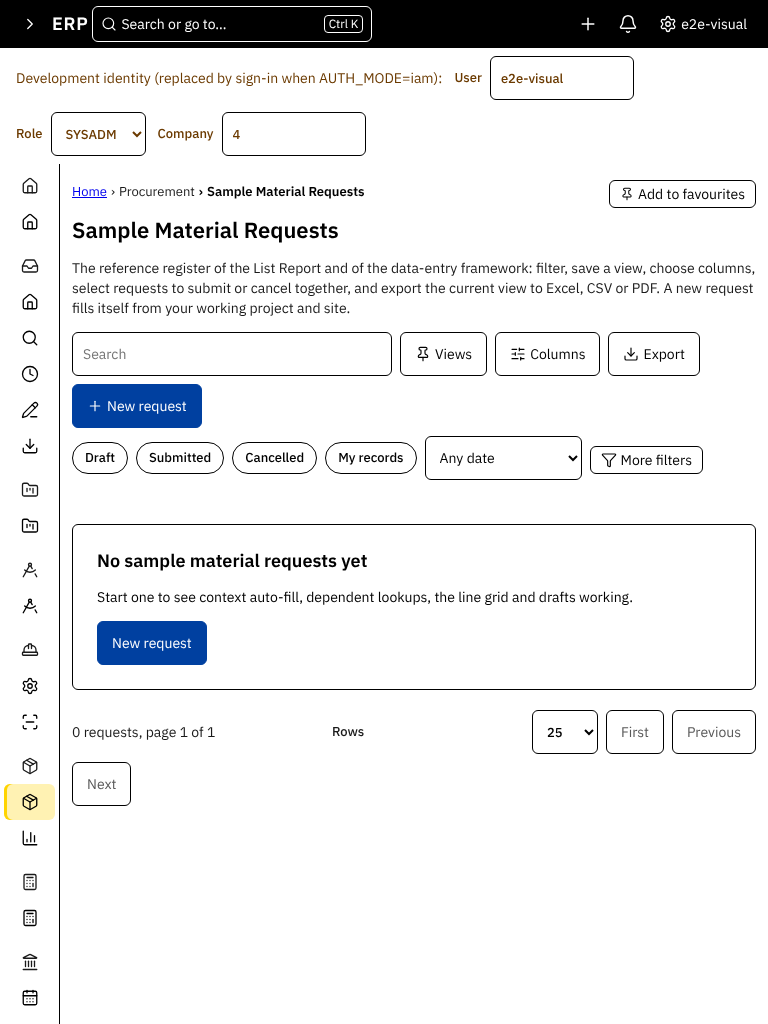 ERP Search or go to... Ctrl K e2e-visual
Development identity (replaced by sign-in when AUTH_MODE=iam): User e2e-visual
Role SYSADM Company 4
Home › Procurement › Sample Material Requests Add to favourites
Sample Material Requests
The reference register of the List Report and of the data-entry framework: filter, save a view, choose columns,
select requests to submit or cancel together, and export the current view to Excel, CSV or PDF. A new request
fills itself from your working project and site.
Search Views Columns Export
New request
Draft Submitted Cancelled My records Any date More filters
No sample material requests yet
Start one to see context auto-fill, dependent lookups, the line grid and drafts working.
New request
0 requests, page 1 of 1 Rows 25 First Previous
Next